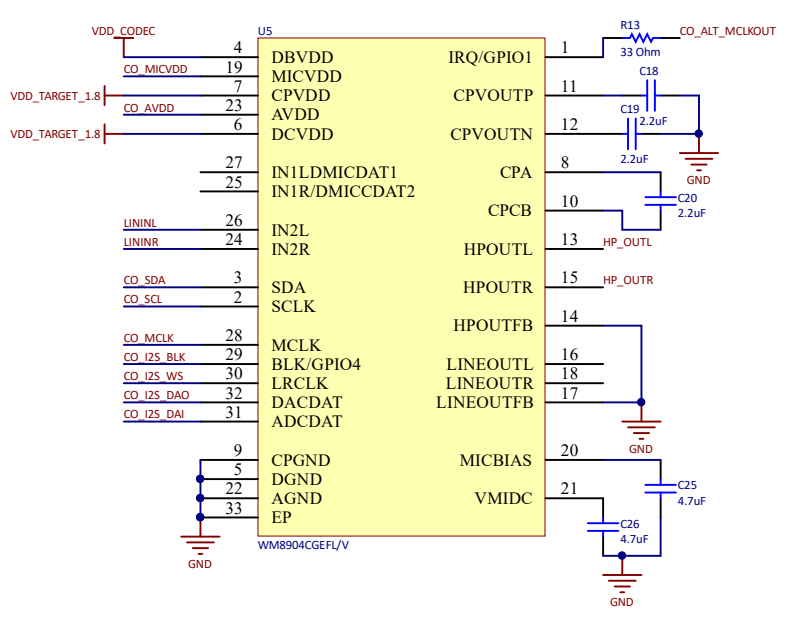 VDD_CODEC
U5
R13
CO_ALT_MCLKOUT
33 Ohm
4 DBVDD
IRQ/GPIO1 1
CO_MICVDD 19 MICVDD
VDD_TARGET_1.8 7 CPVDD
CPVOUTP 11
C18
2.2uF
CO_AVDD 23 AVDD
VDD_TARGET_1.8 6 DCVDD
CPVOUTN 12
C19
2.2uF
GND
27 IN1LDMICDAT1
CPA 8
25 IN1R/DMICCDAT2
C20
2.2uF
CPCB 10
LININL 26 IN2L
LININR 24 IN2R
HPOUTL 13 HP_OUTL
CO_SDA 3 SDA
HPOUTR 15 HP_OUTR
CO_SCL 2 SCLK
HPOUTFB 14
CO_MCLK 28 MCLK
CO_I2S_BLK 29 BLK/GPIO4
LINEOUTL 16
CO_I2S_WS 30 LRCLK
LINEOUTR 18
CO_I2S_DAO 32 DACDAT
LINEOUTFB 17
CO_I2S_DAI 31 ADCDAT
GND
9 CPGND
MICBIAS 20
5 DGND
C25
4.7uF
22 AGND
VMIDC 21
33 EP
C26
4.7uF
GND
WM8904CGEFL/V
GND